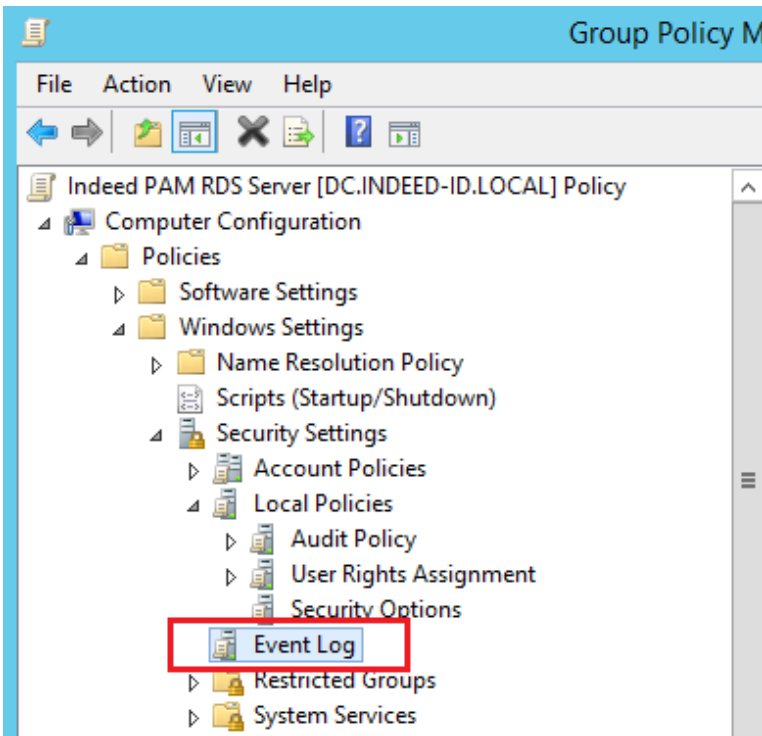 Group Policy M
File Action View Help
Indeed PAM RDS Server [DC.INDEED-ID.LOCAL] Policy
Computer Configuration
Policies
Software Settings
Windows Settings
Name Resolution Policy
Scripts (Startup/Shutdown)
Security Settings
Account Policies
Local Policies
Audit Policy
User Rights Assignment
Security Options
Event Log
Restricted Groups
System Services